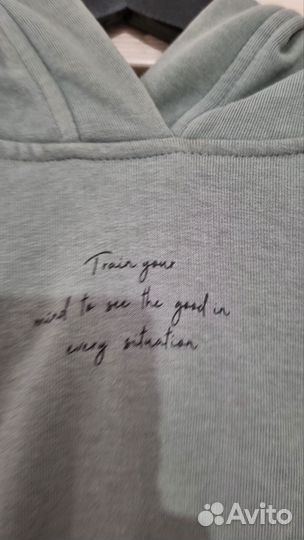 Train your
mind to see the good in
every situation
Avito